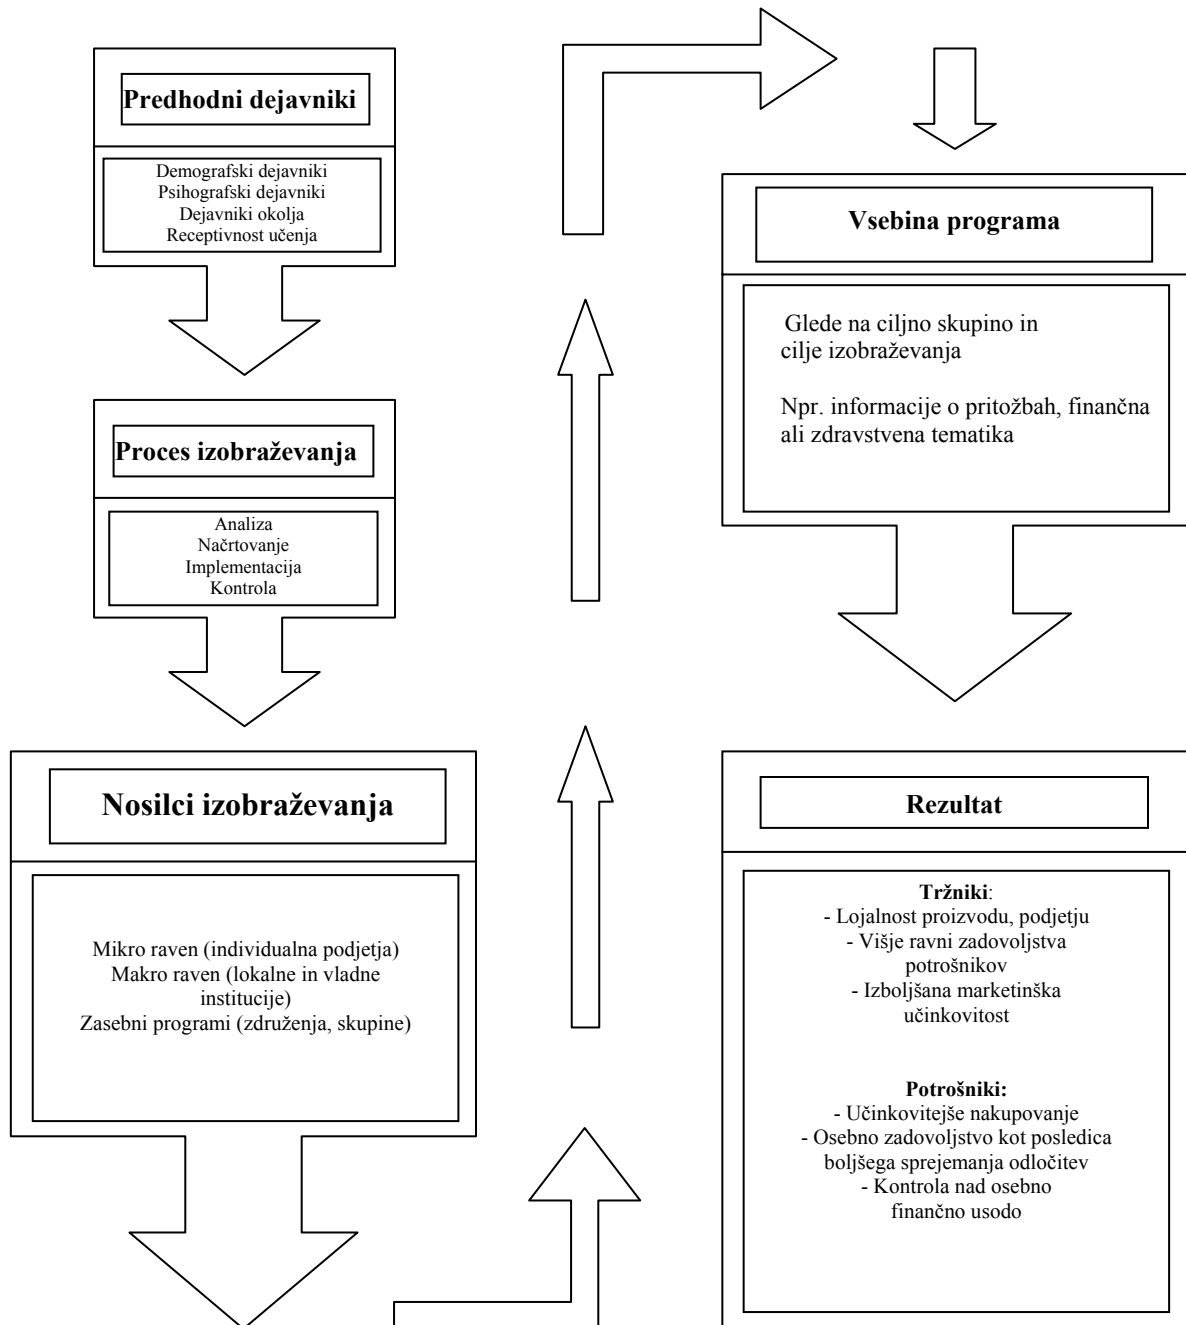 Predhodni dejavniki
Demografski dejavniki
Psihografski dejavniki
Dejavniki okolja
Receptivnost učenja
Proces izobraževanja
Analiza
Načrtovanje
Implementacija
Kontrola
Nosilci izobraževanja
Mikro raven (individualna podjetja)
Makro raven (lokalne in vladne
institucije)
Zasebni programi (združenja, skupine)
Vsebina programa
Glede na ciljno skupino in
cilje izobraževanja
Npr. informacije o pritožbah, finančna
ali zdravstvena tematika
Rezultat
Tržniki:
- Lojalnost proizvodu, podjetju
- Višje ravni zadovoljstva
potrošnikov
- Izboljšana marketinška
učinkovitost
Potrošniki:
- Učinkovitejše nakupovanje
- Osebno zadovoljstvo kot posledica
boljšega sprejemanja odločitev
- Kontrola nad osebno
finančno usodo